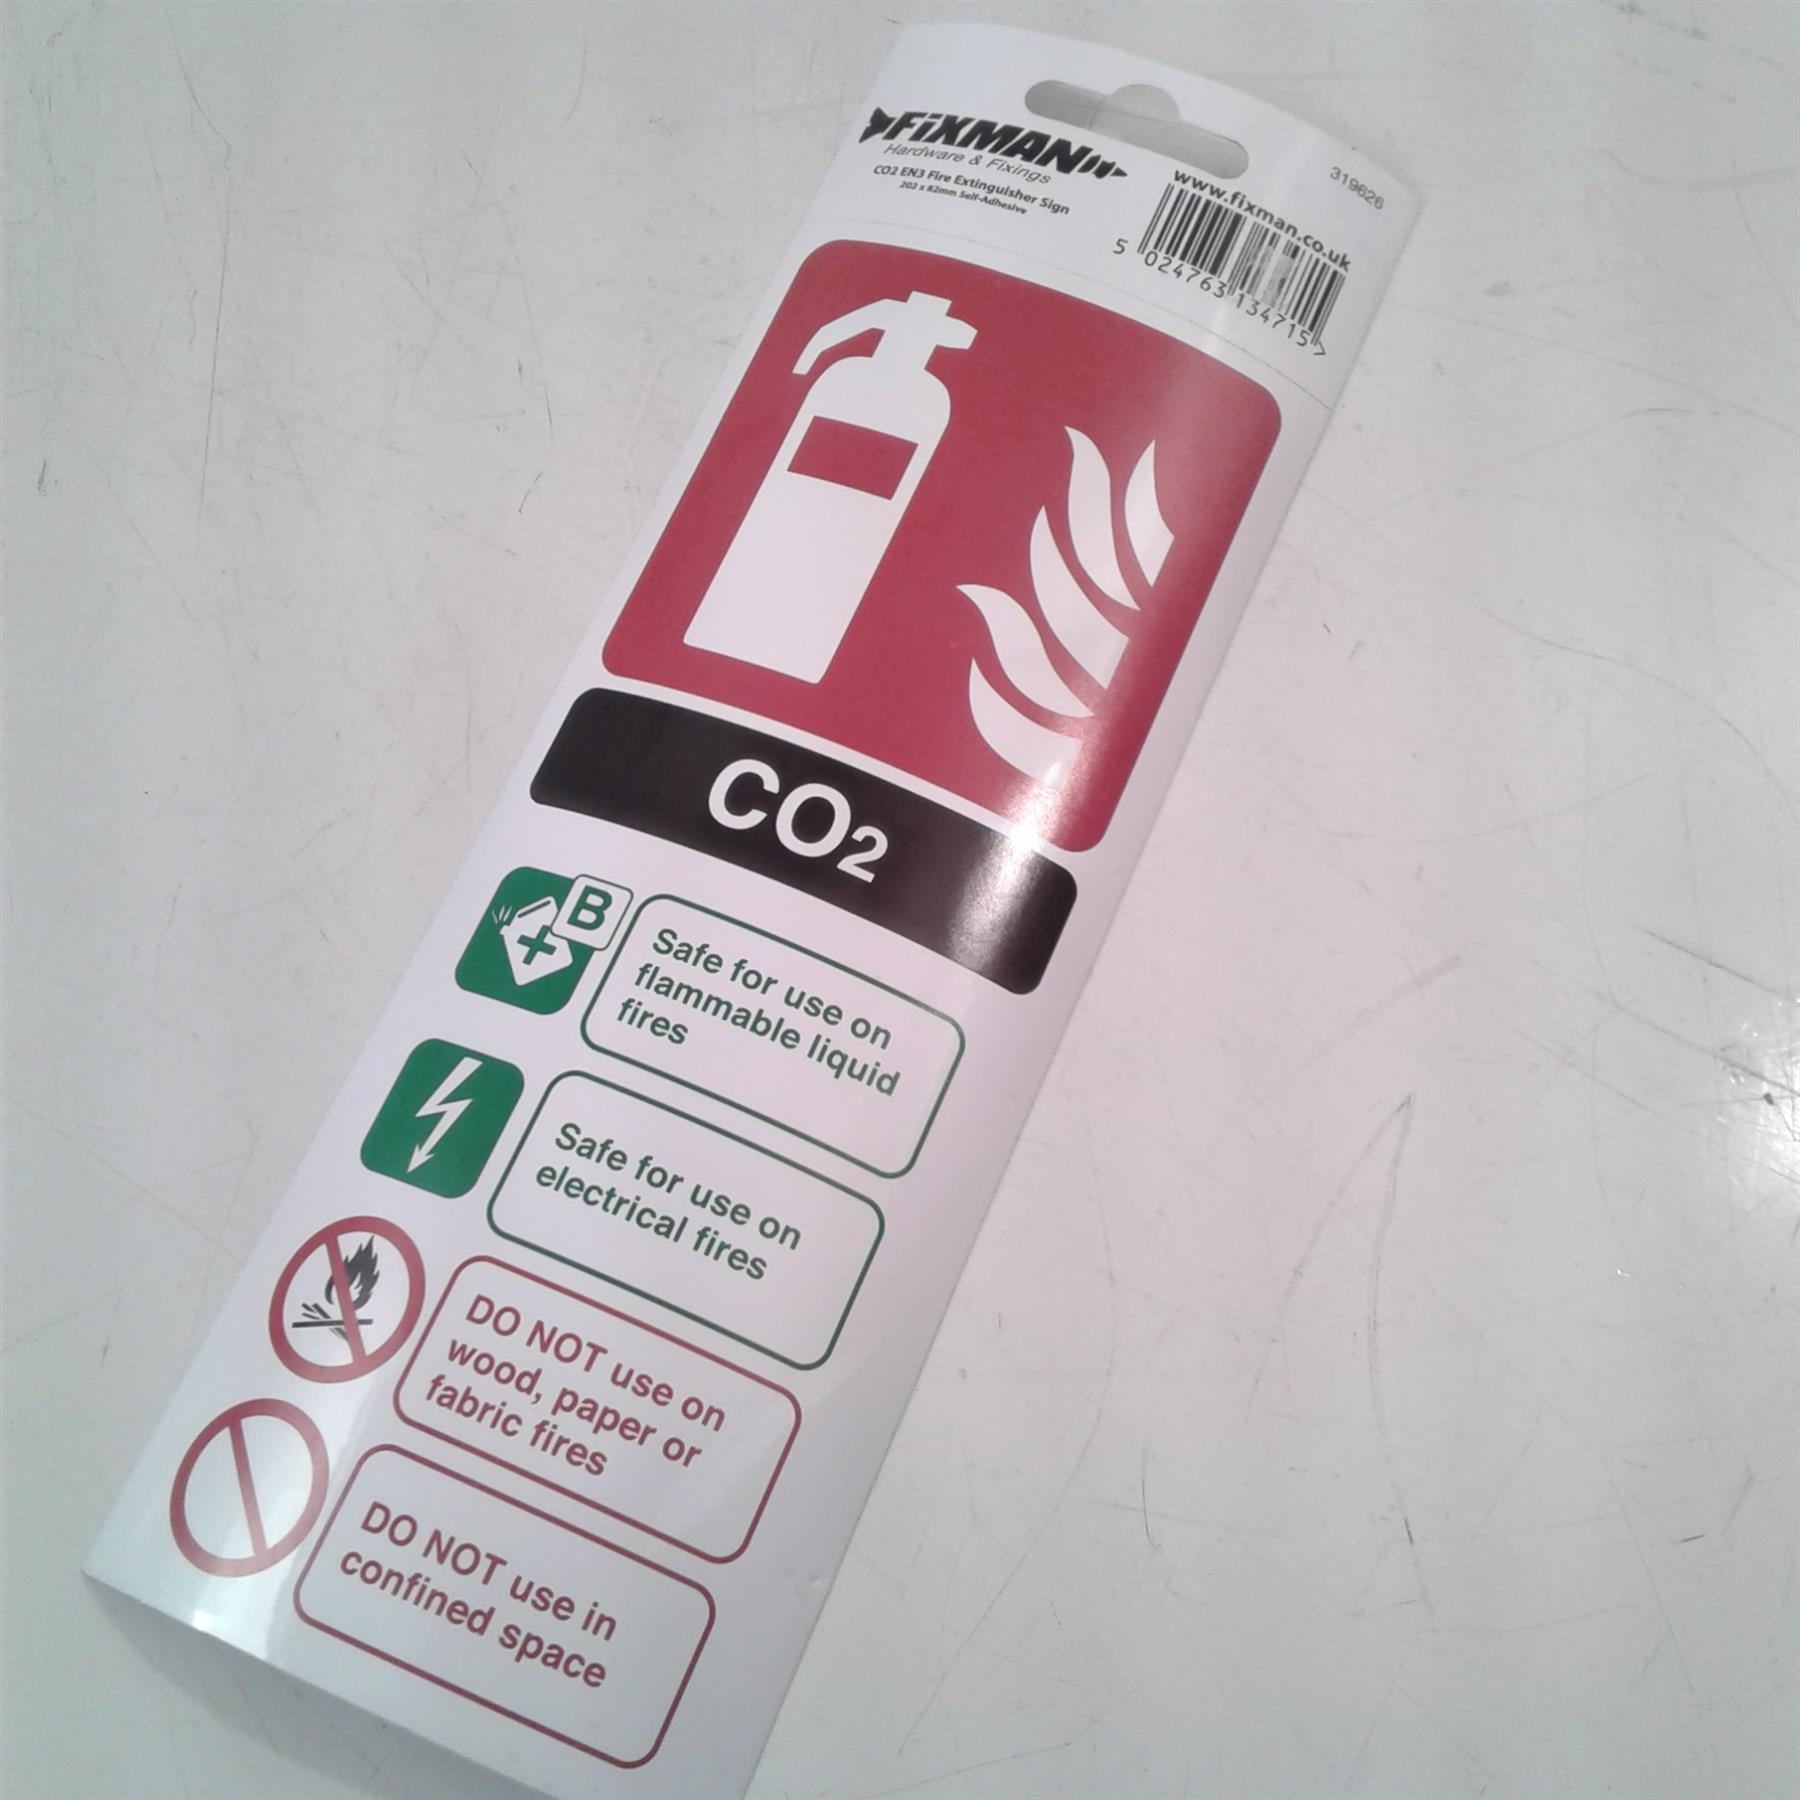 FiXMAN
Hardware & Fixings
CO2 EN3 Fire Extinguisher Sign
202 x 82mm Self-Adhesive
319626
www.fixman.co.uk
5 024763 134715 >
CO2
B
Safe for use on
flammable liquid
fires
Safe for use on
electrical fires
DO NOT use on
wood, paper or
fabric fires
DO NOT use in
confined space